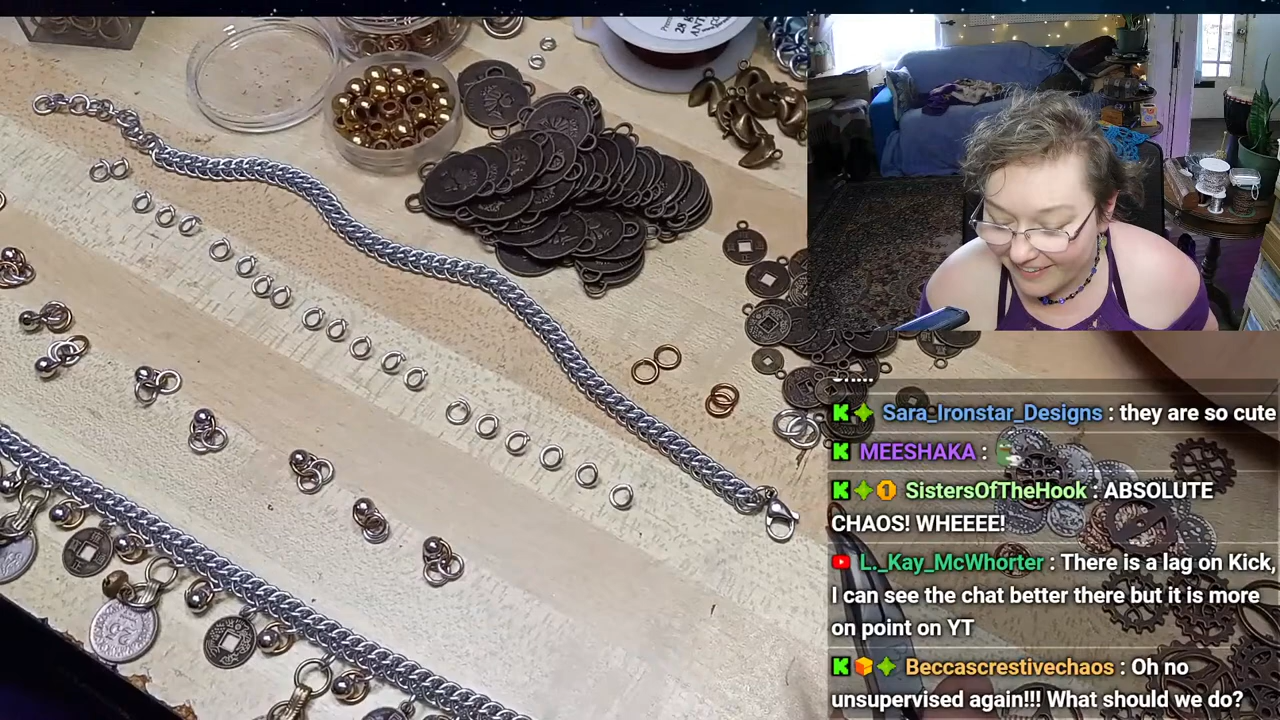 Sara_Ironstar_Designs : they are so cute
MEESHAKA :
SistersOfTheHook : ABSOLUTE
CHAOS! WHEEEE!
L._Kay_McWhorter : There is a lag on Kick,
I can see the chat better there but it is more
on point on YT
Beccascrestivechaos : Oh no
unsupervised again!!! What should we do?